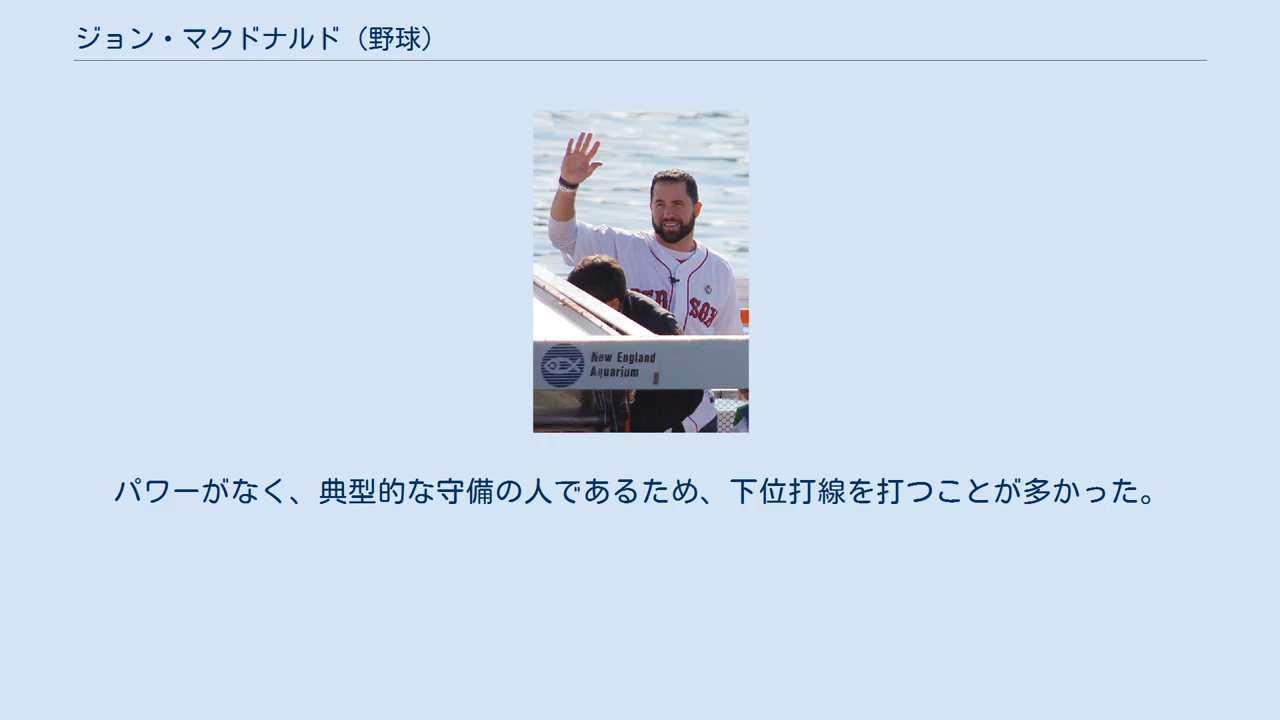 ジョン・マクドナルド（野球）
RED SOX
New England
Aquarium
パワーがなく、典型的な守備の人であるため、下位打線を打つことが多かった。